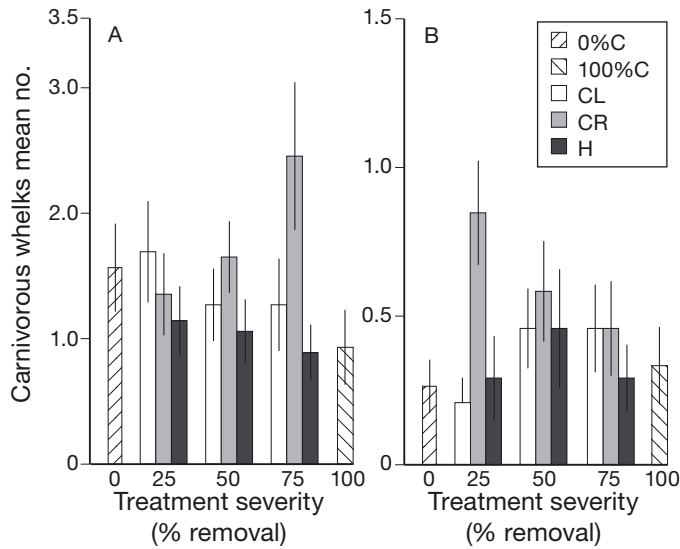 Carnivorous whelks mean no.
A
3.5
3.0
2.0
1.0
0
0 25 50 75 100
Treatment severity
(% removal)
B
1.5
1.0
0.5
0
0 25 50 75 100
Treatment severity
(% removal)
0%C
100%C
CL
CR
H